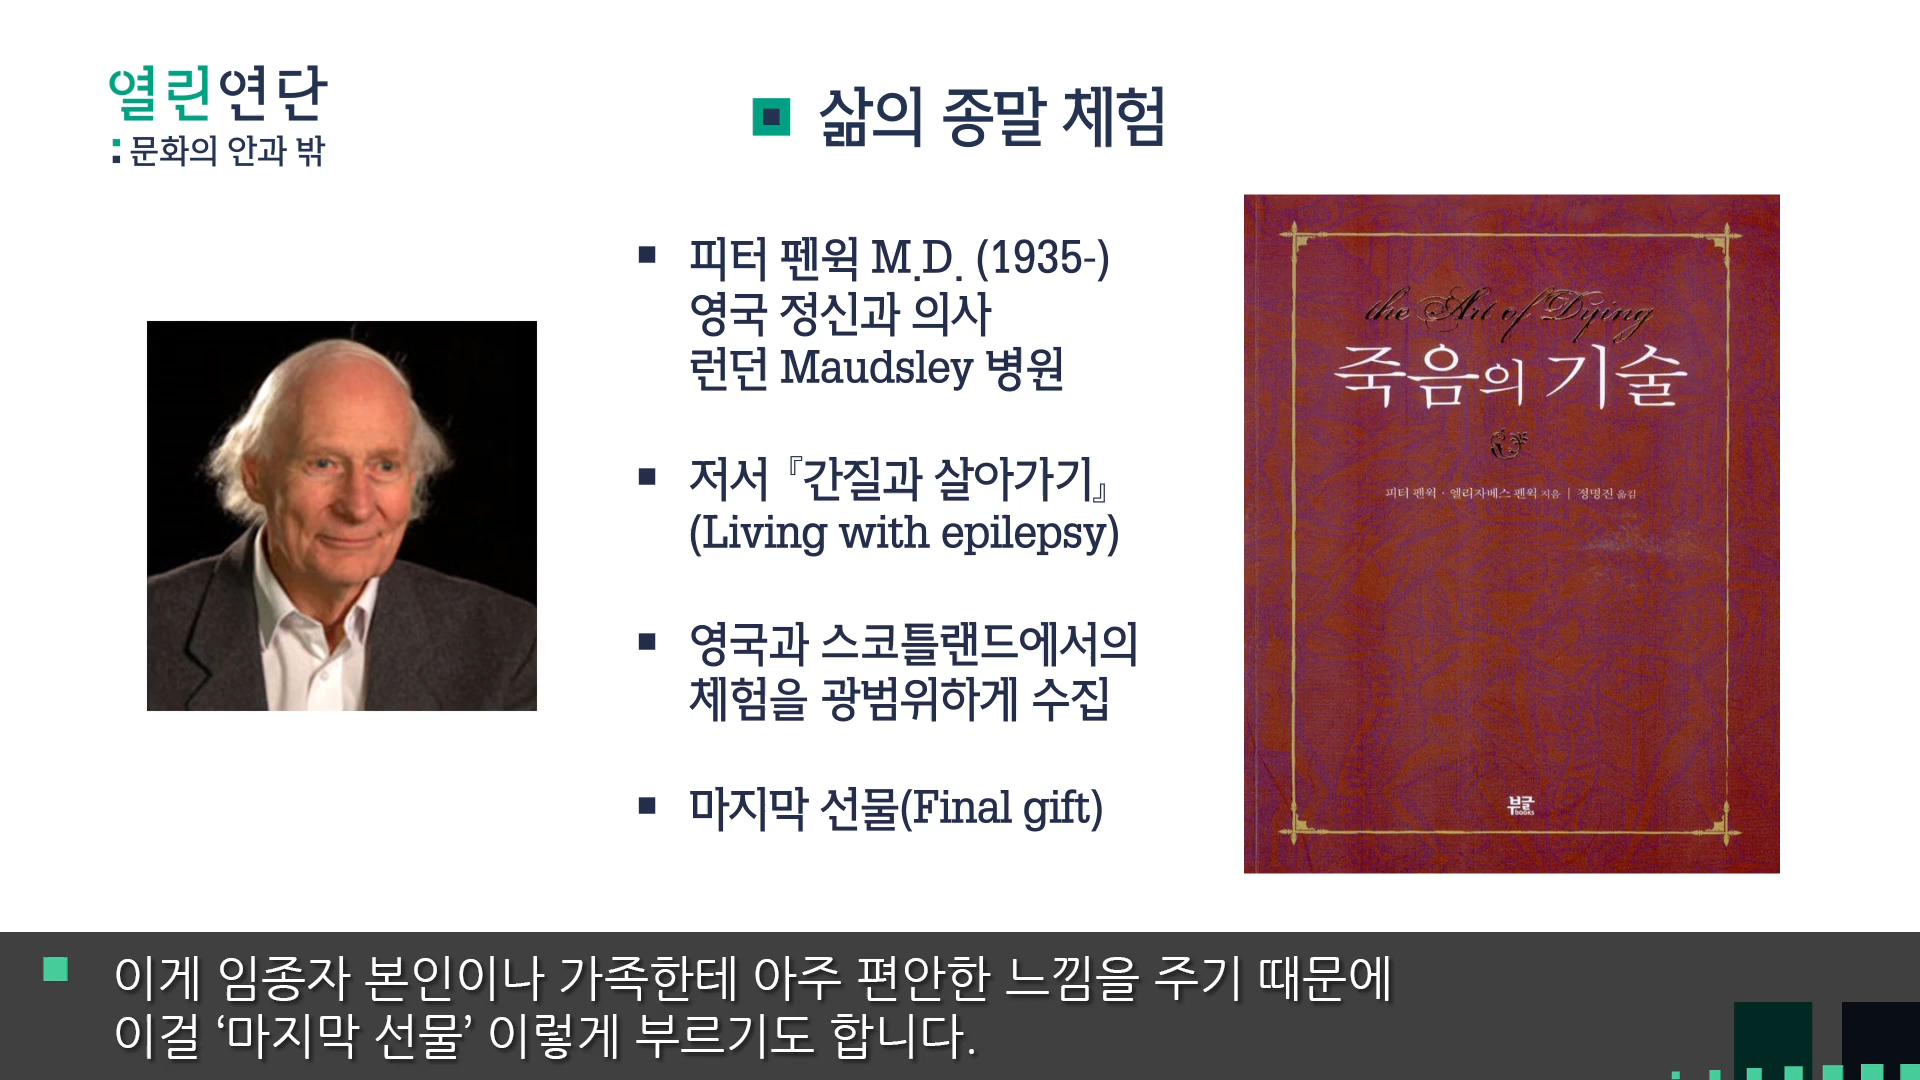 열린연단
:문화의 안과 밖
삶의 종말 체험
피터 펜윅 M.D. (1935-)
영국 정신과 의사
런던 Maudsley 병원
저서 『간질과 살아가기』
(Living with epilepsy)
영국과 스코틀랜드에서의
체험을 광범위하게 수집
마지막 선물(Final gift)
the Art of Dying
죽음의 기술
피터 펜윅 · 엘리자베스 펜윅 지음 | 정명진 옮김
부글
BOOKS
이게 임종자 본인이나 가족한테 아주 편안한 느낌을 주기 때문에
이걸 ‘마지막 선물’ 이렇게 부르기도 합니다.